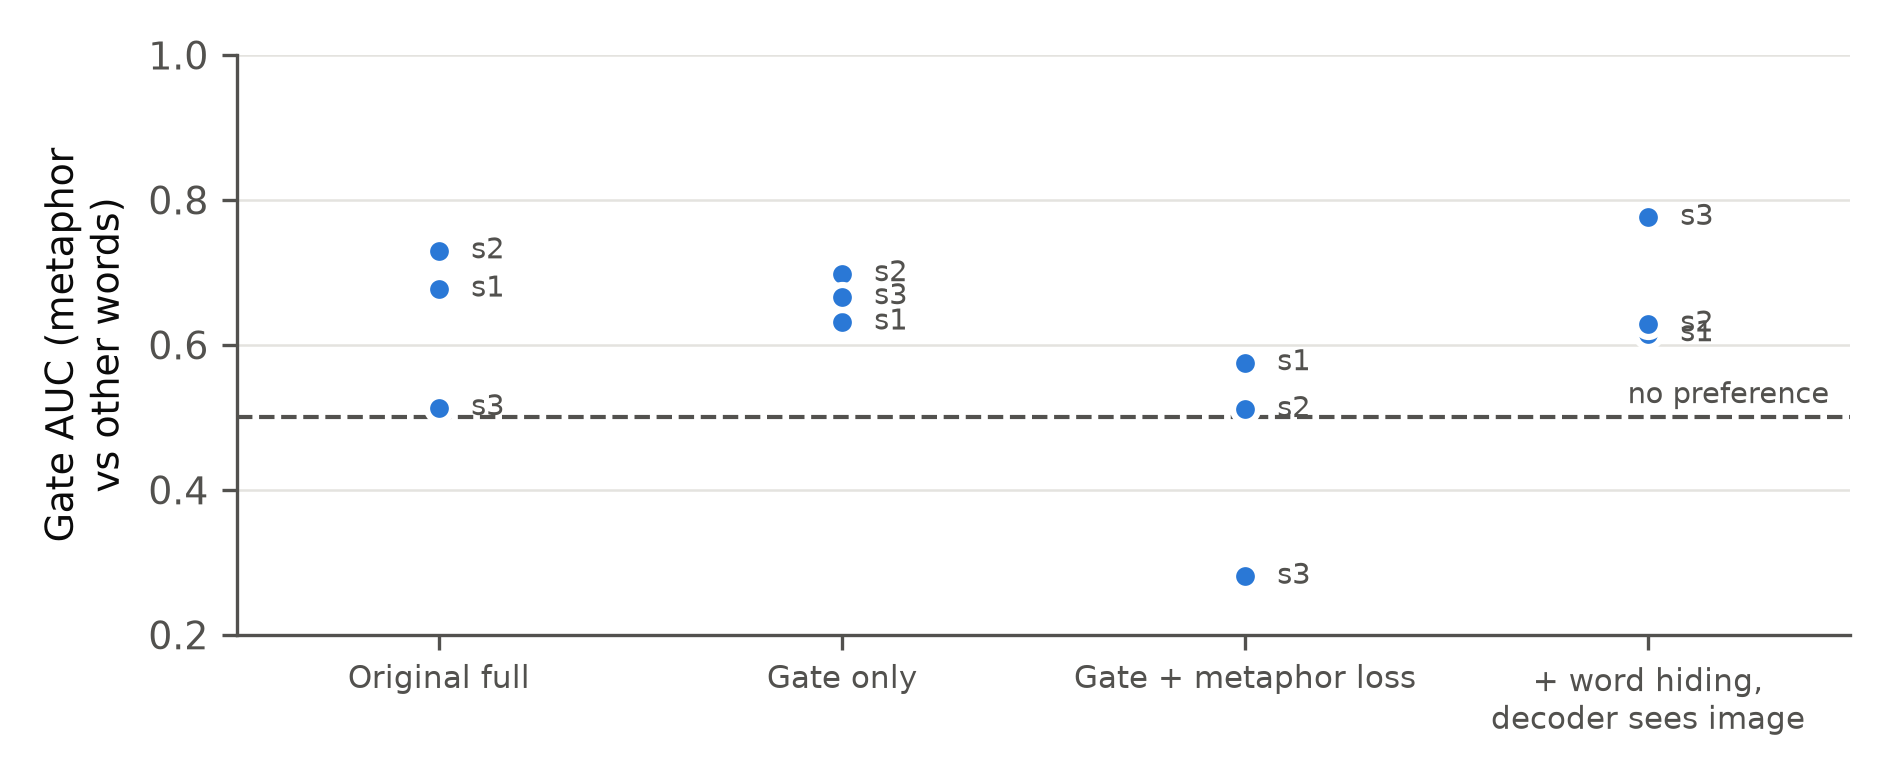 Gate AUC (metaphor
vs other words)
1.0
0.8
0.6
0.4
0.2
s2
s1
s3
s2
s3
s1
s1
s2
s3
s3
s2
s1
no preference
Original full
Gate only
Gate + metaphor loss
+ word hiding,
decoder sees image